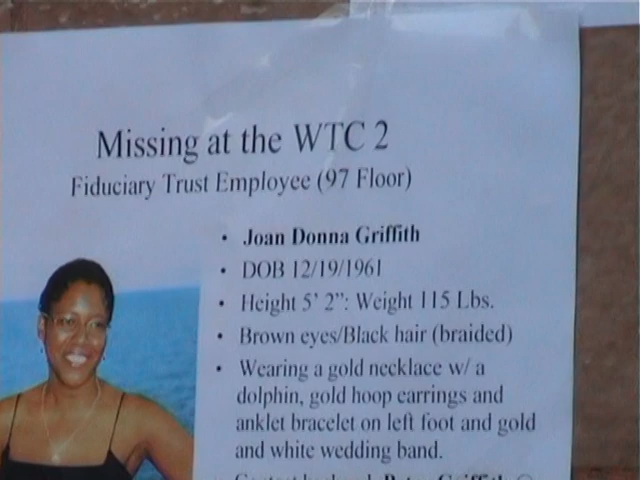 Missing at the WTC 2
Fiduciary Trust Employee (97 Floor)
• Joan Donna Griffith
• DOB 12/19/1961
• Height 5' 2”: Weight 115 Lbs.
• Brown eyes/Black hair (braided)
• Wearing a gold necklace w/ a
dolphin, gold hoop earrings and
anklet bracelet on left foot and gold
and white wedding band.